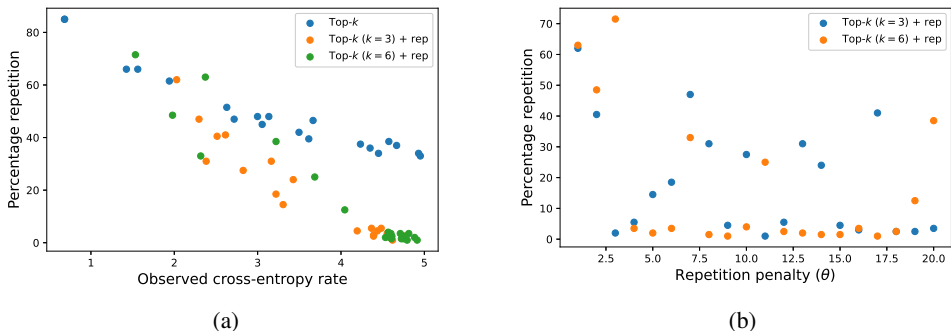 Top-k
Top-k (k = 3) + rep
Top-k (k = 6) + rep
80
60
40
20
0
Percentage repetition
1 2 3 4 5
Observed cross-entropy rate
(a)
Top-k (k = 3) + rep
Top-k (k = 6) + rep
70
60
50
40
30
20
10
0
Percentage repetition
2.5 5.0 7.5 10.0 12.5 15.0 17.5 20.0
Repetition penalty (θ)
(b)